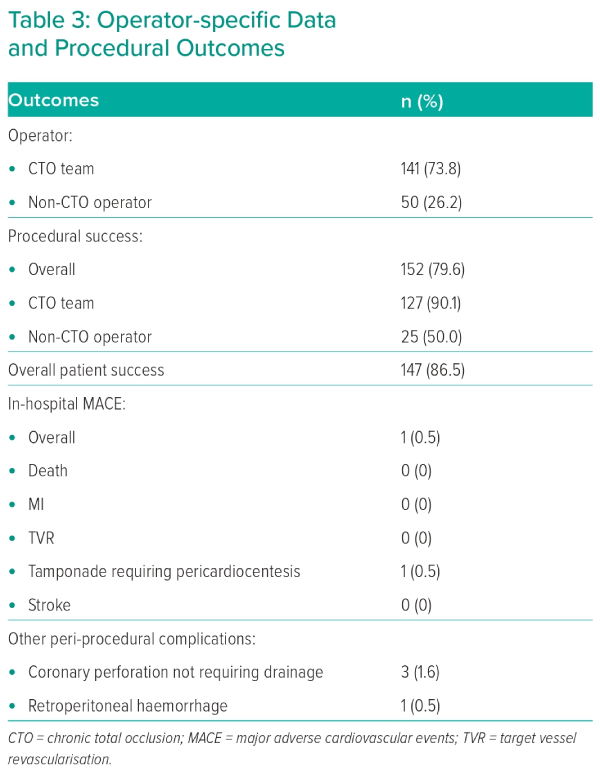 Table 3: Operator-specific Data
and Procedural Outcomes
Outcomes n (%)
Operator:
• CTO team 141 (73.8)
• Non-CTO operator 50 (26.2)
Procedural success:
• Overall 152 (79.6)
• CTO team 127 (90.1)
• Non-CTO operator 25 (50.0)
Overall patient success 147 (86.5)
In-hospital MACE:
• Overall 1 (0.5)
• Death 0 (0)
• MI 0 (0)
• TVR 0 (0)
• Tamponade requiring pericardiocentesis 1 (0.5)
• Stroke 0 (0)
Other peri-procedural complications:
• Coronary perforation not requiring drainage 3 (1.6)
• Retroperitoneal haemorrhage 1 (0.5)
CTO = chronic total occlusion; MACE = major adverse cardiovascular events; TVR = target vessel
revascularisation.